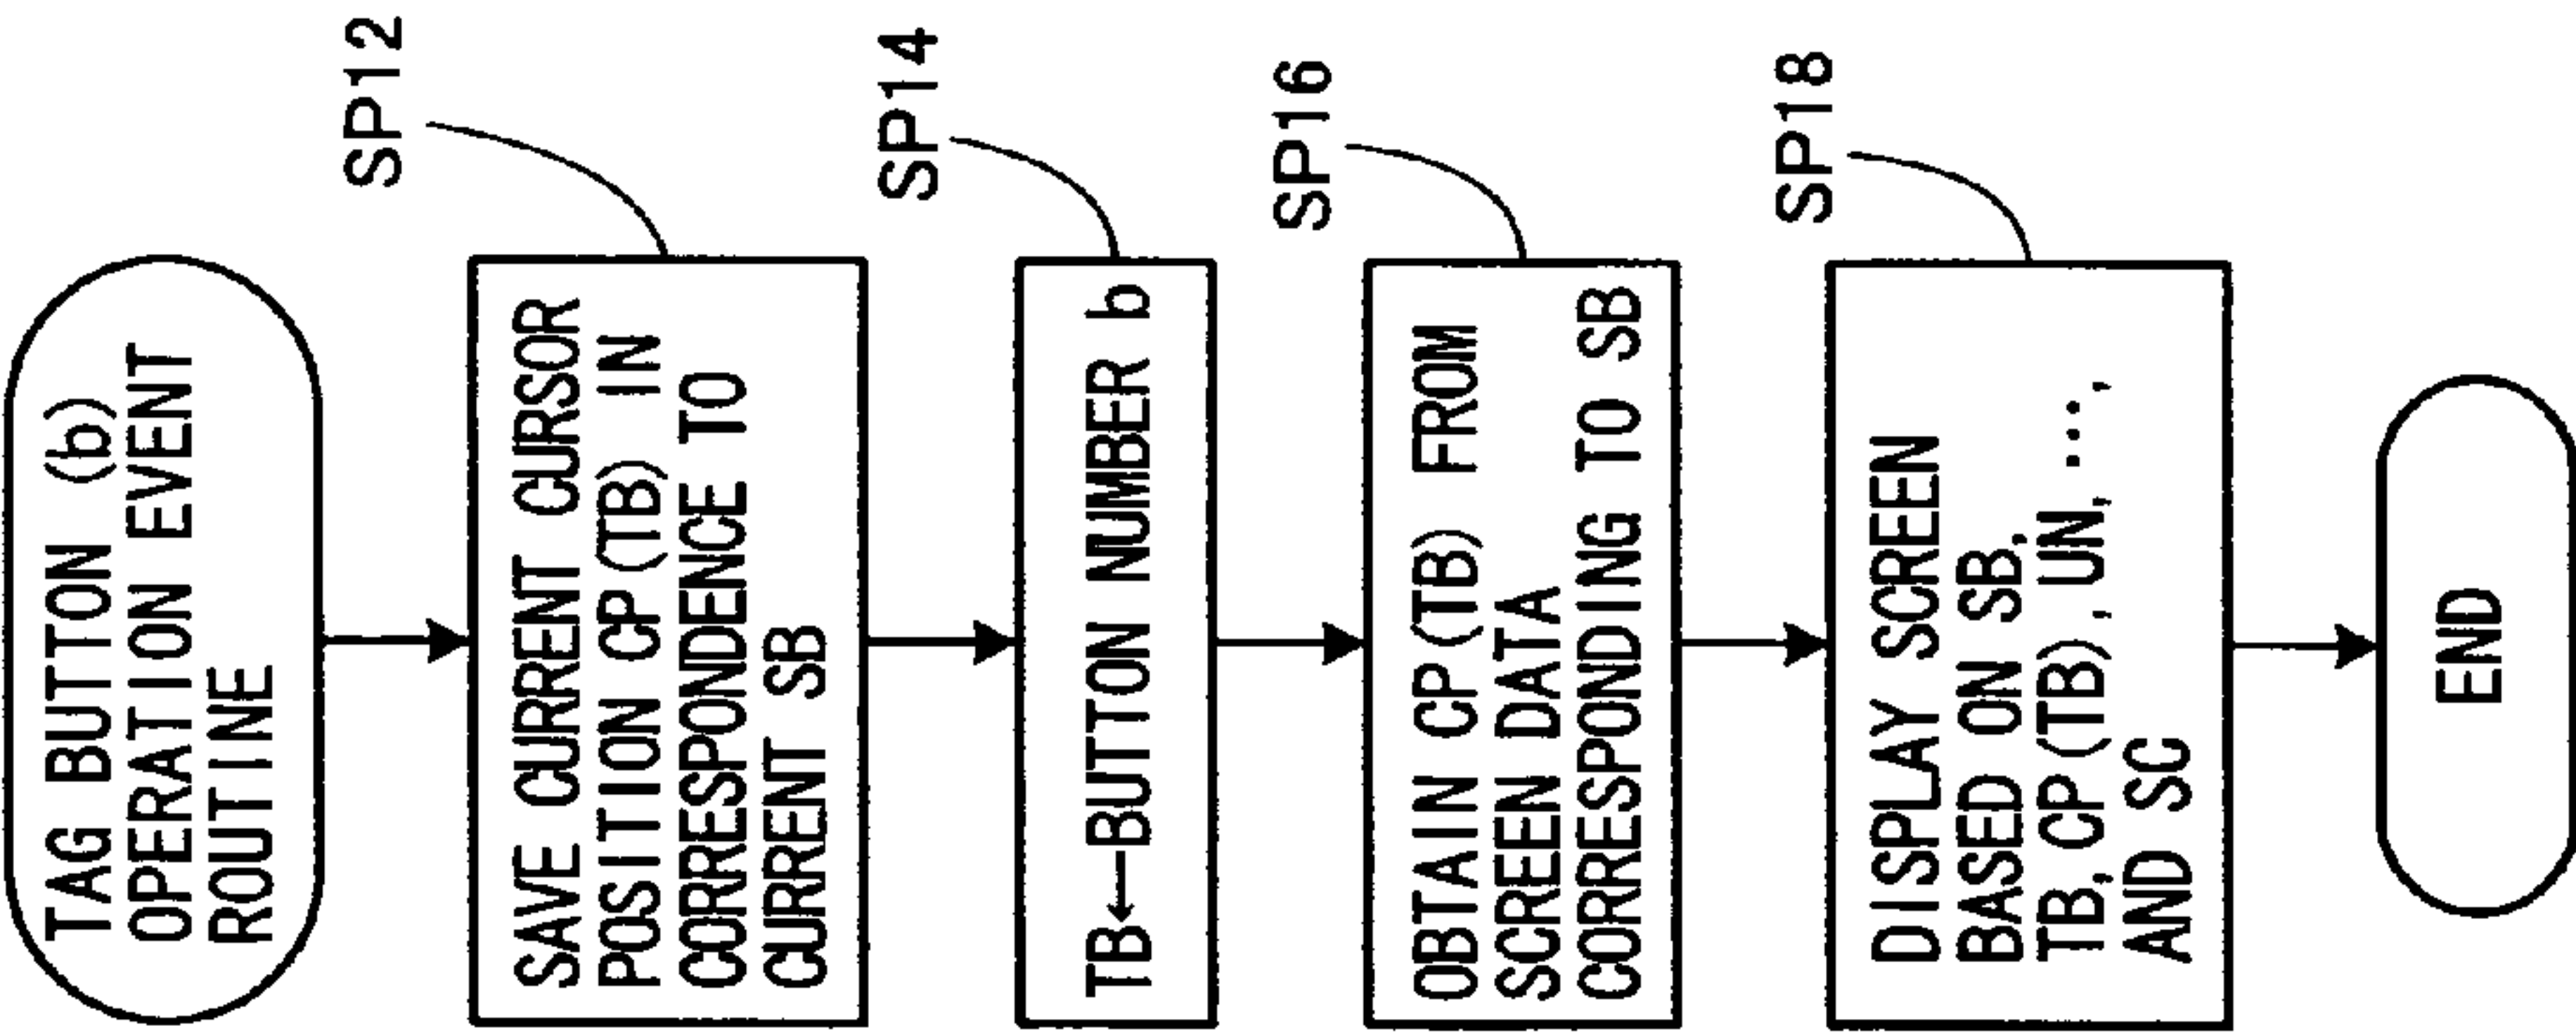 TAG BUTTON (b)
OPERATION EVENT
ROUTINE
SP12
SAVE CURRENT CURSOR
POSITION CP(TB) IN
CORRESPONDENCE TO
CURRENT SB
SP14
TB←BUTTON NUMBER b
SP16
OBTAIN CP(TB) FROM
SCREEN DATA
CORRESPONDING TO SB
SP18
DISPLAY SCREEN
BASED ON SB,
TB, CP(TB), UN, ...,
AND SC
END